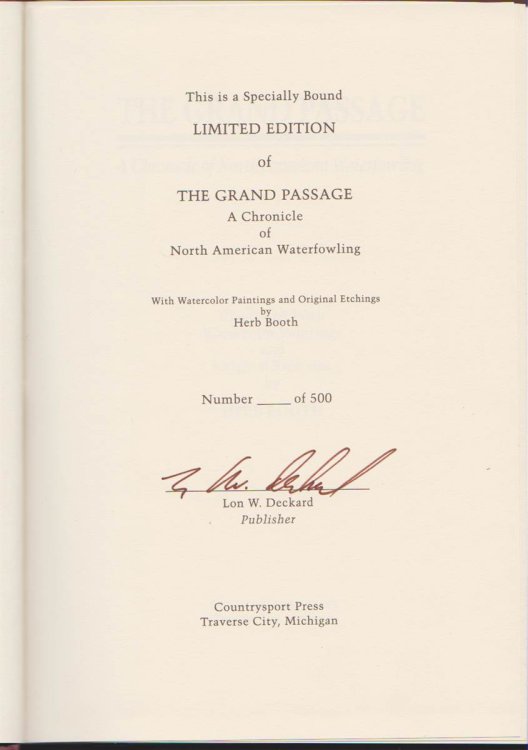 This is a Specially Bound
LIMITED EDITION
of
THE GRAND PASSAGE
A Chronicle
of
North American Waterfowling
With Watercolor Paintings and Original Etchings
by
Herb Booth
Number _____ of 500
Lon W. Deckard
Publisher
Countrysport Press
Traverse City, Michigan